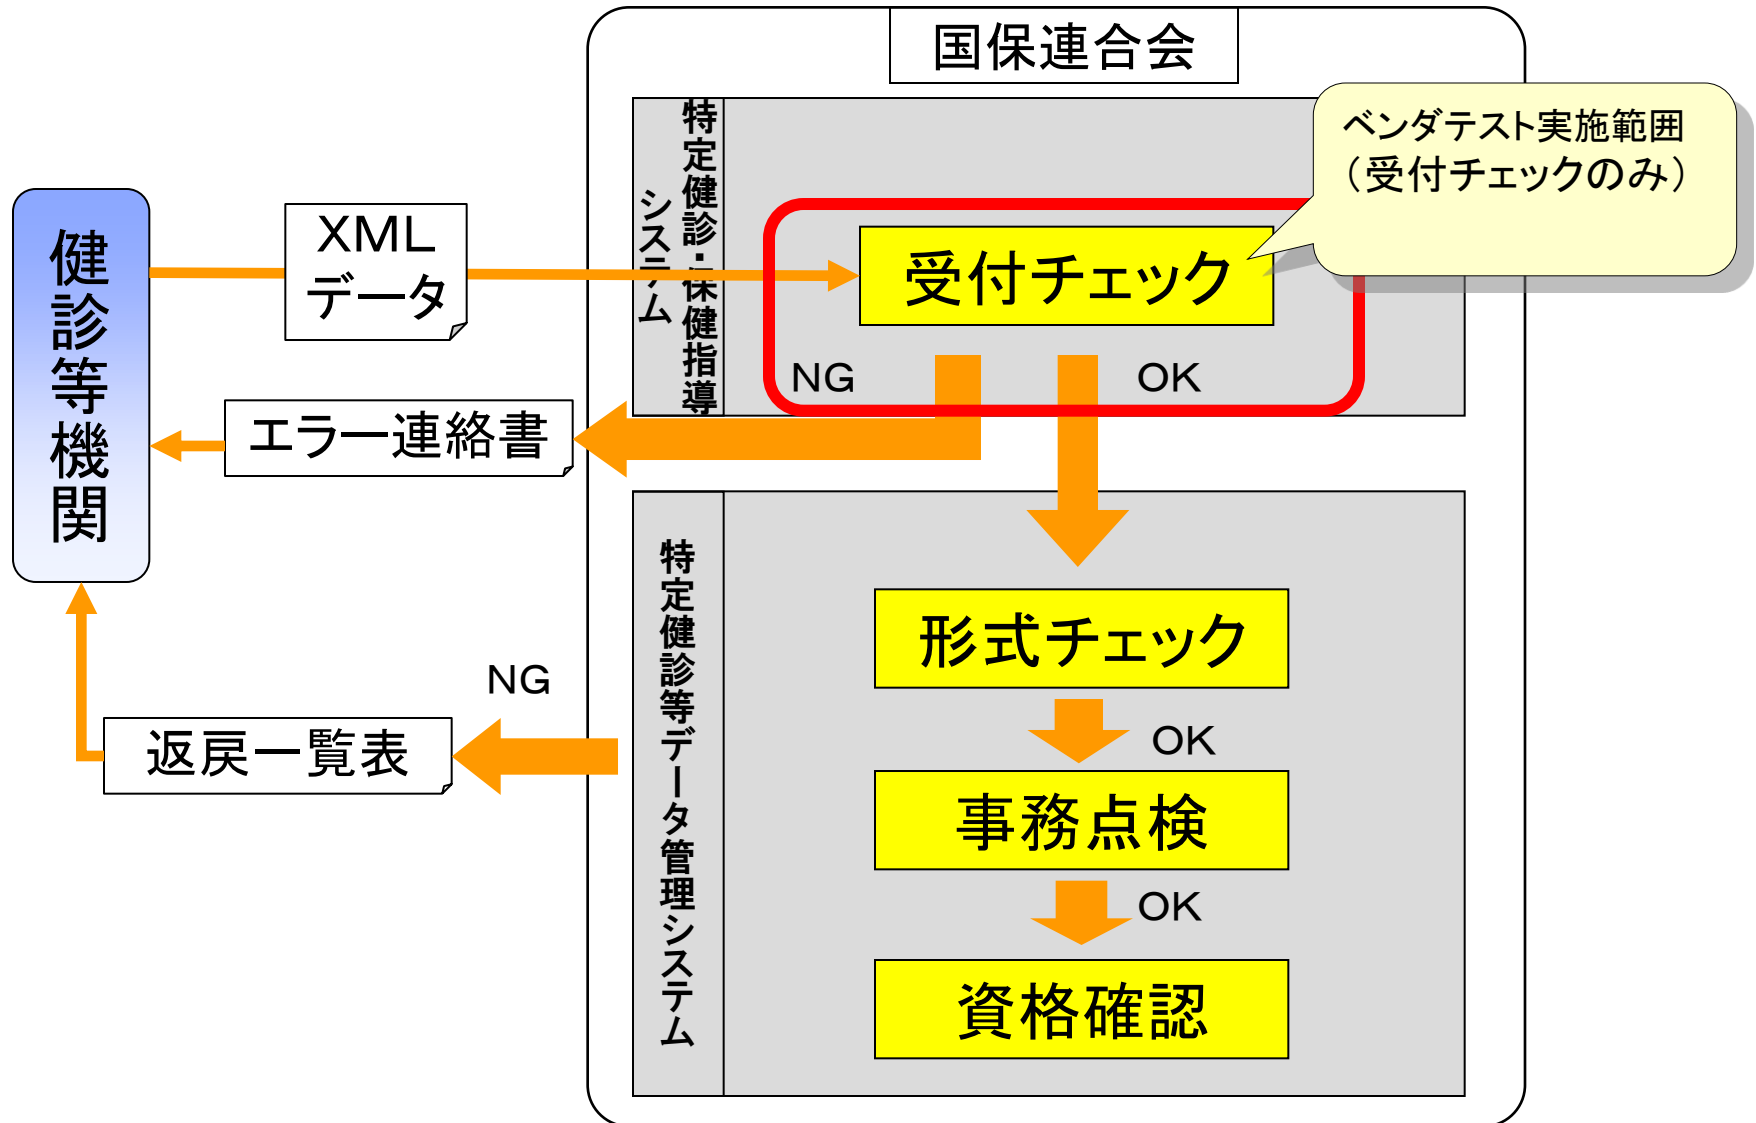 国保連合会
特定健診・保健指導
システム
ベンダテスト実施範囲
（受付チェックのみ）
健診等機関
XML
データ
受付チェック
NG
OK
エラー連絡書
特定健診等データ管理システム
形式チェック
NG
返戻一覧表
OK
事務点検
OK
資格確認